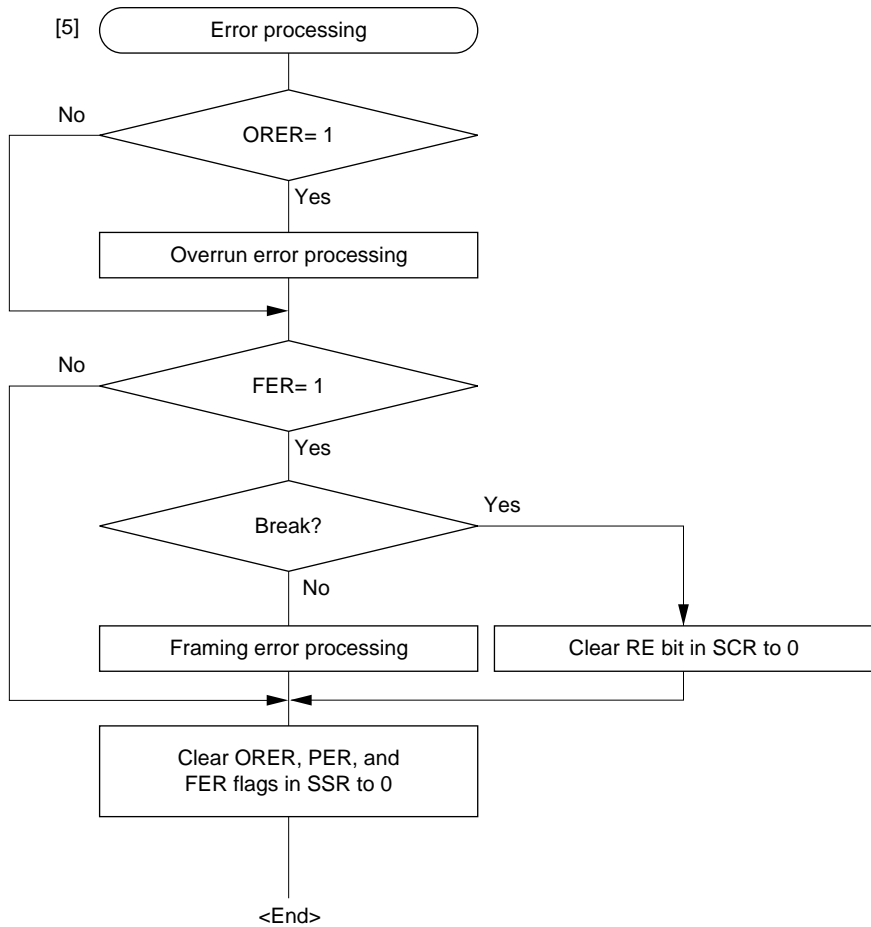 [5]
Error processing
No
ORER= 1
Yes
Overrun error processing
No
FER= 1
Yes
Break?
Yes
No
Framing error processing
Clear RE bit in SCR to 0
Clear ORER, PER, and
FER flags in SSR to 0
<End>